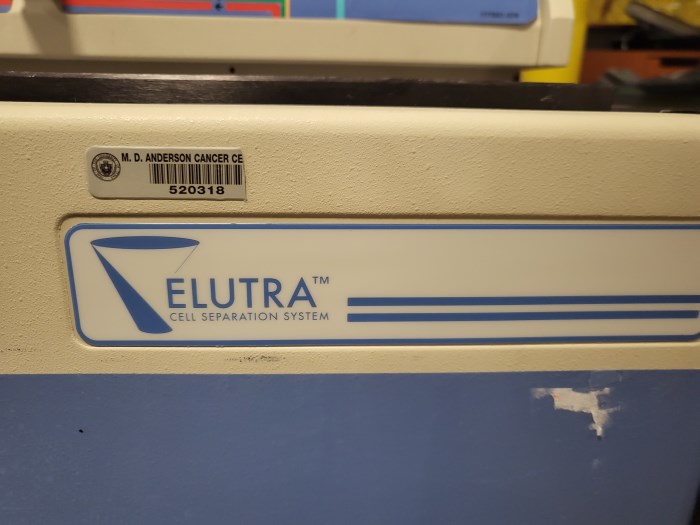 M. D. ANDERSON CANCER CE
520318
ELUTRA™
CELL SEPARATION SYSTEM